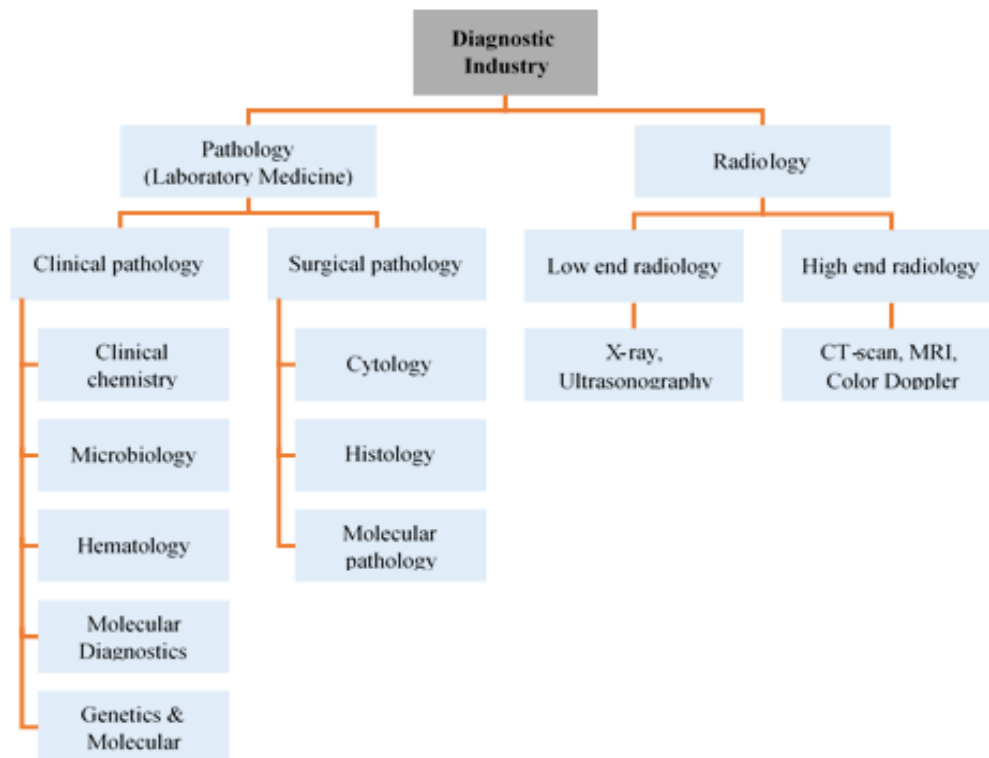 Diagnostic
Industry
Pathology
(Laboratory Medicine)
Radiology
Clinical pathology
Surgical pathology
Low end radiology
High end radiology
Clinical
chemistry
Cytology
X-ray,
Ultrasonography
CT-scan, MRI,
Color Doppler
Microbiology
Histology
Hematology
Molecular
pathology
Molecular
Diagnostics
Genetics &
Molecular